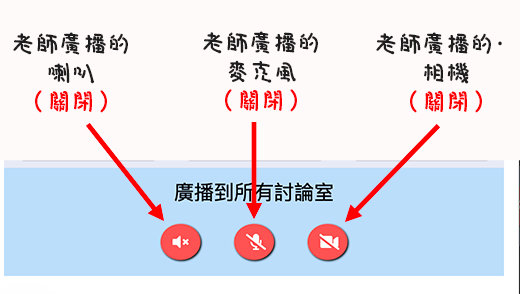 老師廣播的
喇叭
（關閉）
老師廣播的
麥克風
（關閉）
老師廣播的.
相機
（關閉）
廣播到所有討論室